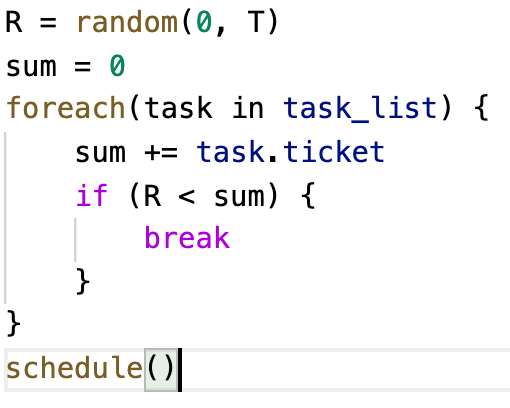 R = random(0, T)
sum = 0
foreach(task in task_list) {
    sum += task.ticket
    if (R < sum) {
        break
    }
}
schedule()